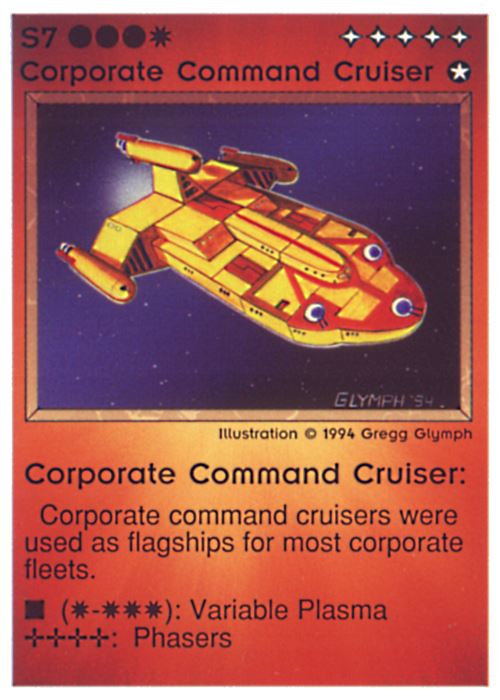 S7 ●●●✷ ✦✦✦✦✦
Corporate Command Cruiser ✪
GLYMPH '94
Illustration © 1994 Gregg Glymph
Corporate Command Cruiser:
Corporate command cruisers were
used as flagships for most corporate
fleets.
■ (✷-✷✷✷): Variable Plasma
✢✢✢✢: Phasers